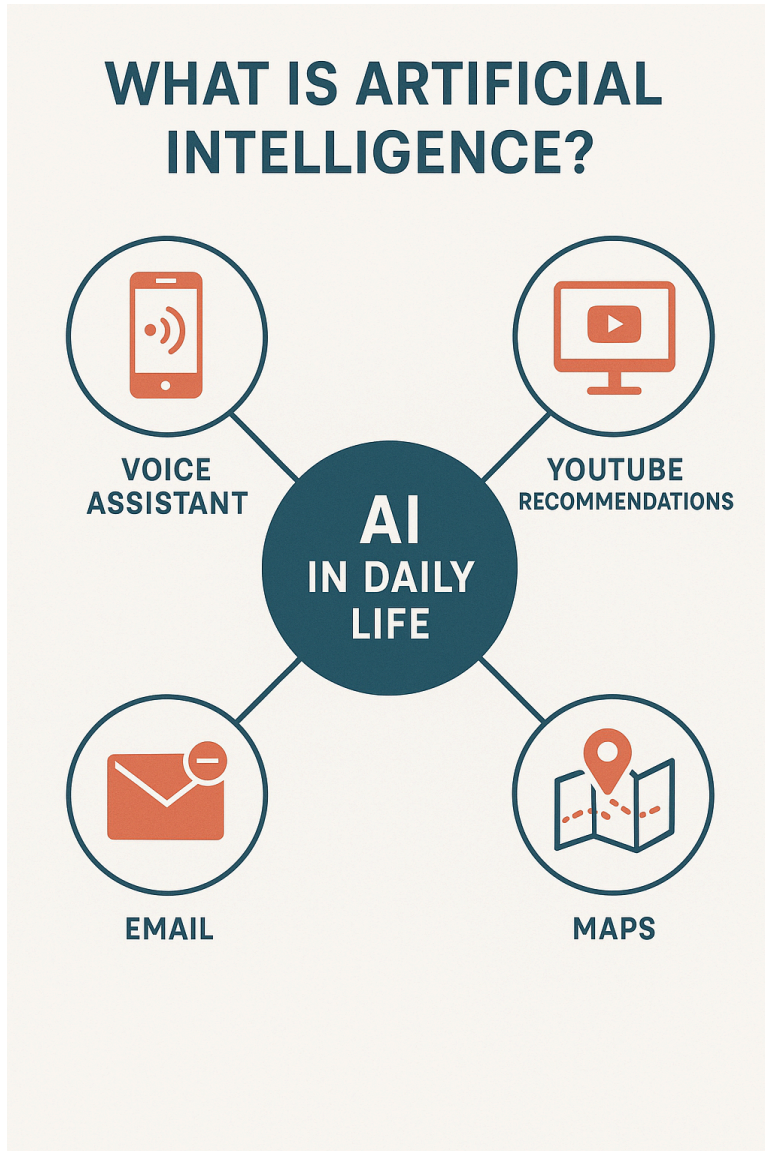 WHAT IS ARTIFICIAL
INTELLIGENCE?
VOICE
ASSISTANT
YOUTUBE
RECOMMENDATIONS
AI
IN DAILY
LIFE
EMAIL
MAPS